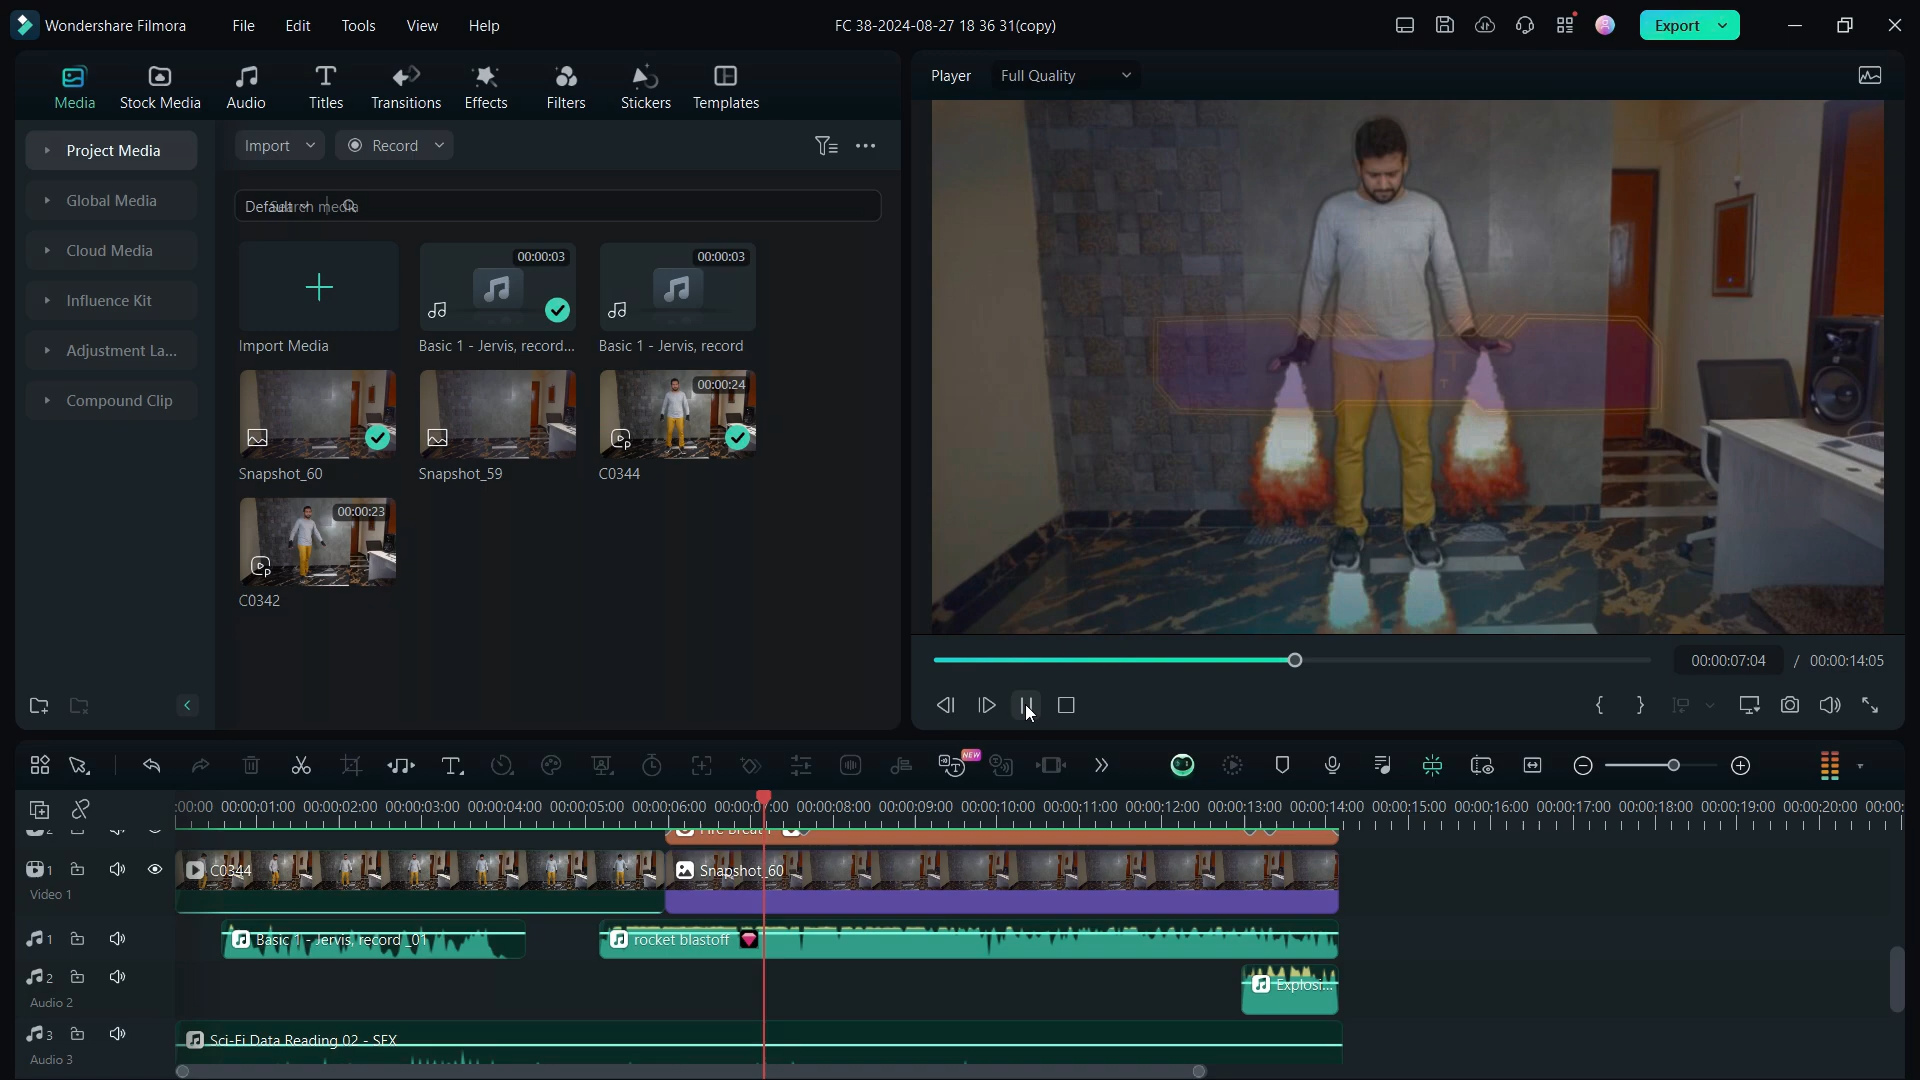 Wondershare Filmora File Edit Tools View Help FC 38-2024-08-27 18 36 31(copy) Export
Media Stock Media Audio Titles Transitions Effects Filters Stickers Templates
Player Full Quality
Project Media
Import Record
Global Media
Default Search media
Cloud Media
Influence Kit
Adjustment La...
Compound Clip
00:00:03 00:00:03
Import Media Basic 1 - Jervis, record... Basic 1 - Jervis, record
00:00:24
Snapshot_60 Snapshot_59 C0344
00:00:23
C0342
00:00:07:04 / 00:00:14:05
NEW
:00:00 00:00:01:00 00:00:02:00 00:00:03:00 00:00:04:00 00:00:05:00 00:00:06:00 00:00:07:00 00:00:08:00 00:00:09:00 00:00:10:00 00:00:11:00 00:00:12:00 00:00:13:00 00:00:14:00 00:00:15:00 00:00:16:00 00:00:17:00 00:00:18:00 00:00:19:00 00:00:20:00 00:00:
1 C0344 Snapshot_60
Video 1
1 Basic 1 - Jervis, record _01 rocket blastoff
2 Explosi...
Audio 2
3 Sci-Fi Data Reading 02 - SFX
Audio 3